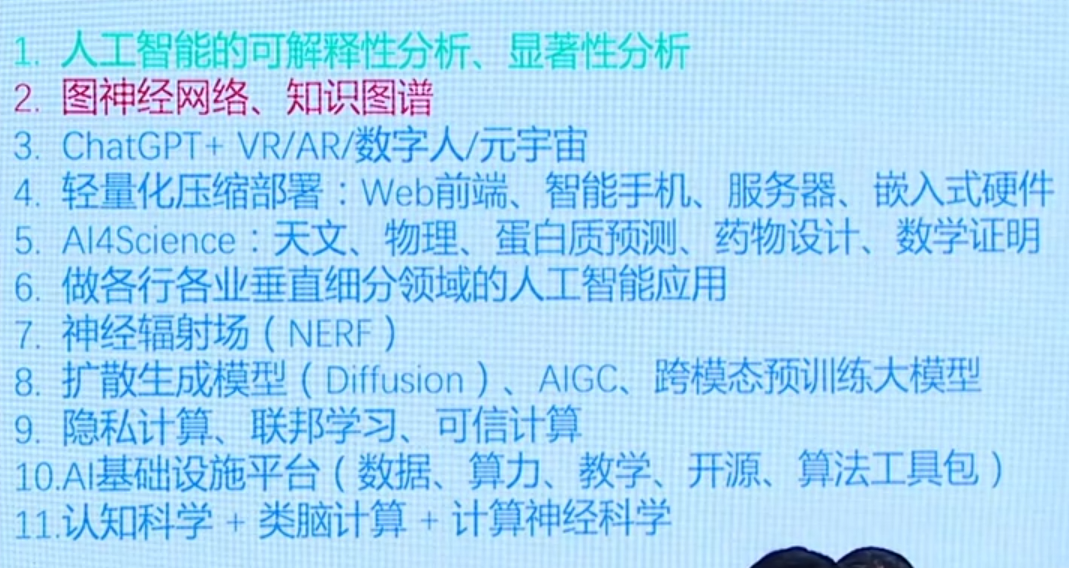 1. 人工智能的可解释性分析、显著性分析
2. 图神经网络、知识图谱
3. ChatGPT+ VR/AR/数字人/元宇宙
4. 轻量化压缩部署：Web前端、智能手机、服务器、嵌入式硬件
5. AI4Science：天文、物理、蛋白质预测、药物设计、数学证明
6. 做各行各业垂直细分领域的人工智能应用
7. 神经辐射场（NERF）
8. 扩散生成模型（Diffusion）、AIGC、跨模态预训练大模型
9. 隐私计算、联邦学习、可信计算
10.AI基础设施平台（数据、算力、教学、开源、算法工具包）
11.认知科学 + 类脑计算 + 计算神经科学